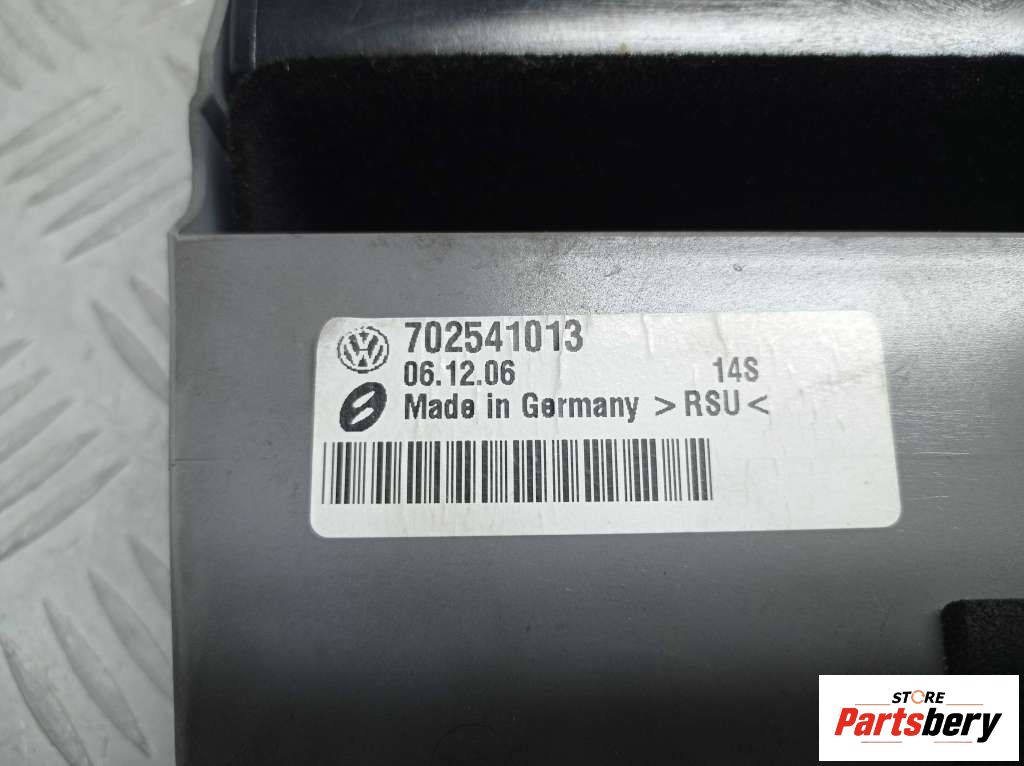 702541013
06.12.06 14S
Made in Germany >RSU<
STORE
Partsbery